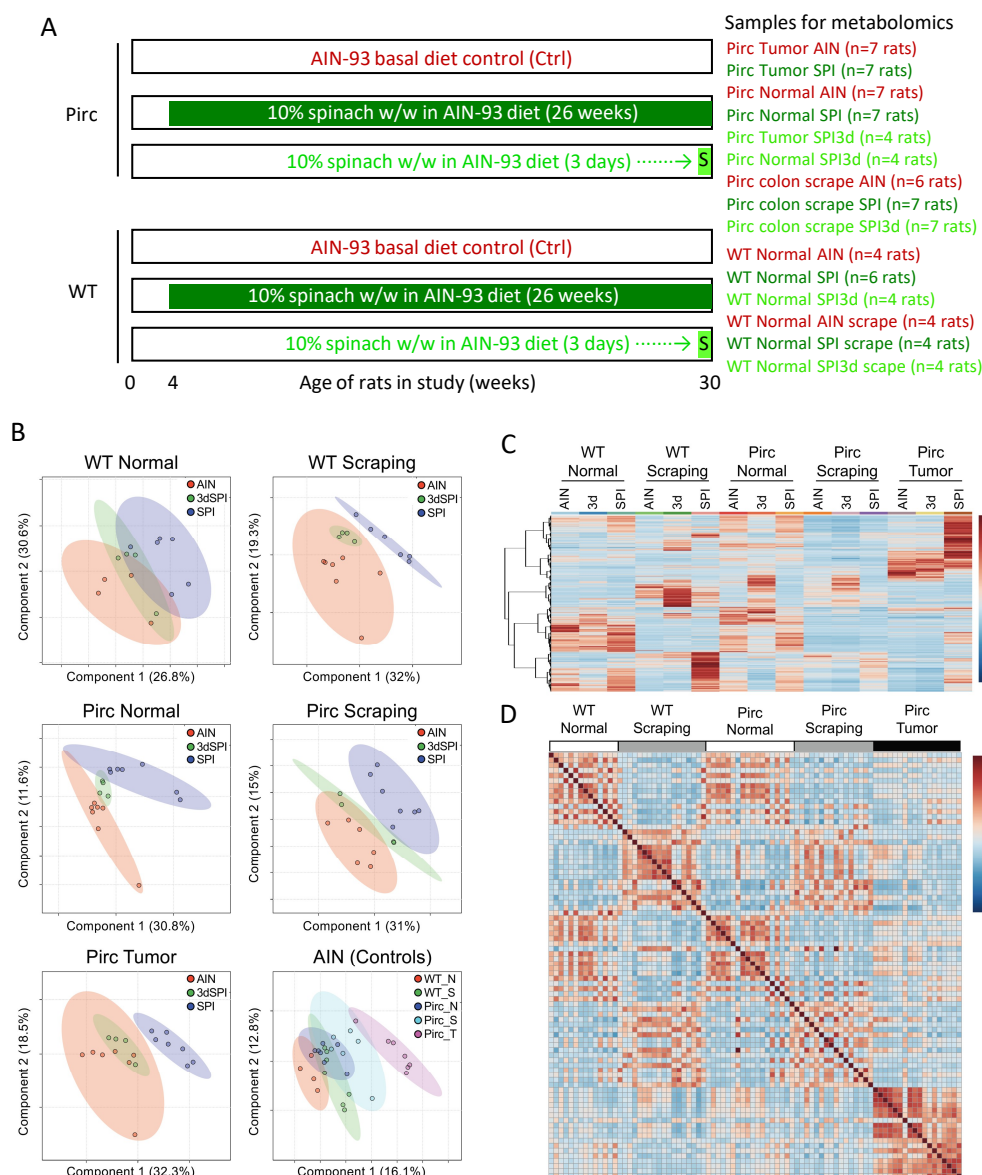 A
Samples for metabolomics
Pirc
AIN-93 basal diet control (Ctrl)
10% spinach w/w in AIN-93 diet (26 weeks)
10% spinach w/w in AIN-93 diet (3 days)
S
WT
AIN-93 basal diet control (Ctrl)
10% spinach w/w in AIN-93 diet (26 weeks)
10% spinach w/w in AIN-93 diet (3 days)
S
0 4 Age of rats in study (weeks) 30
Pirc Tumor AIN (n=7 rats)
Pirc Tumor SPI (n=7 rats)
Pirc Normal AIN (n=7 rats)
Pirc Normal SPI (n=7 rats)
Pirc Tumor SPI3d (n=4 rats)
Pirc Normal SPI3d (n=4 rats)
Pirc colon scrape AIN (n=6 rats)
Pirc colon scrape SPI (n=7 rats)
Pirc colon scrape SPI3d (n=7 rats)
WT Normal AIN (n=4 rats)
WT Normal SPI (n=6 rats)
WT Normal SPI3d (n=4 rats)
WT Normal AIN scrape (n=4 rats)
WT Normal SPI scrape (n=4 rats)
WT Normal SPI3d scape (n=4 rats)
B
WT Normal
AIN
3dSPI
SPI
Component 2 (30.6%)
Component 1 (26.8%)
WT Scraping
AIN
3dSPI
SPI
Component 2 (19.3%)
Component 1 (32%)
Pirc Normal
AIN
3dSPI
SPI
Component 2 (11.6%)
Component 1 (30.8%)
Pirc Scraping
AIN
3dSPI
SPI
Component 2 (15%)
Component 1 (31%)
Pirc Tumor
AIN
3dSPI
SPI
Component 2 (18.5%)
Component 1 (32.3%)
AIN (Controls)
WT_N
WT_S
Pirc_N
Pirc_S
Pirc_T
Component 2 (12.8%)
Component 1 (16.1%)
C
WT Normal
WT Scraping
Pirc Normal
Pirc Scraping
Pirc Tumor
AIN 3d SPI AIN 3d SPI AIN 3d SPI AIN 3d SPI AIN 3d SPI
D
WT Normal
WT Scraping
Pirc Normal
Pirc Scraping
Pirc Tumor